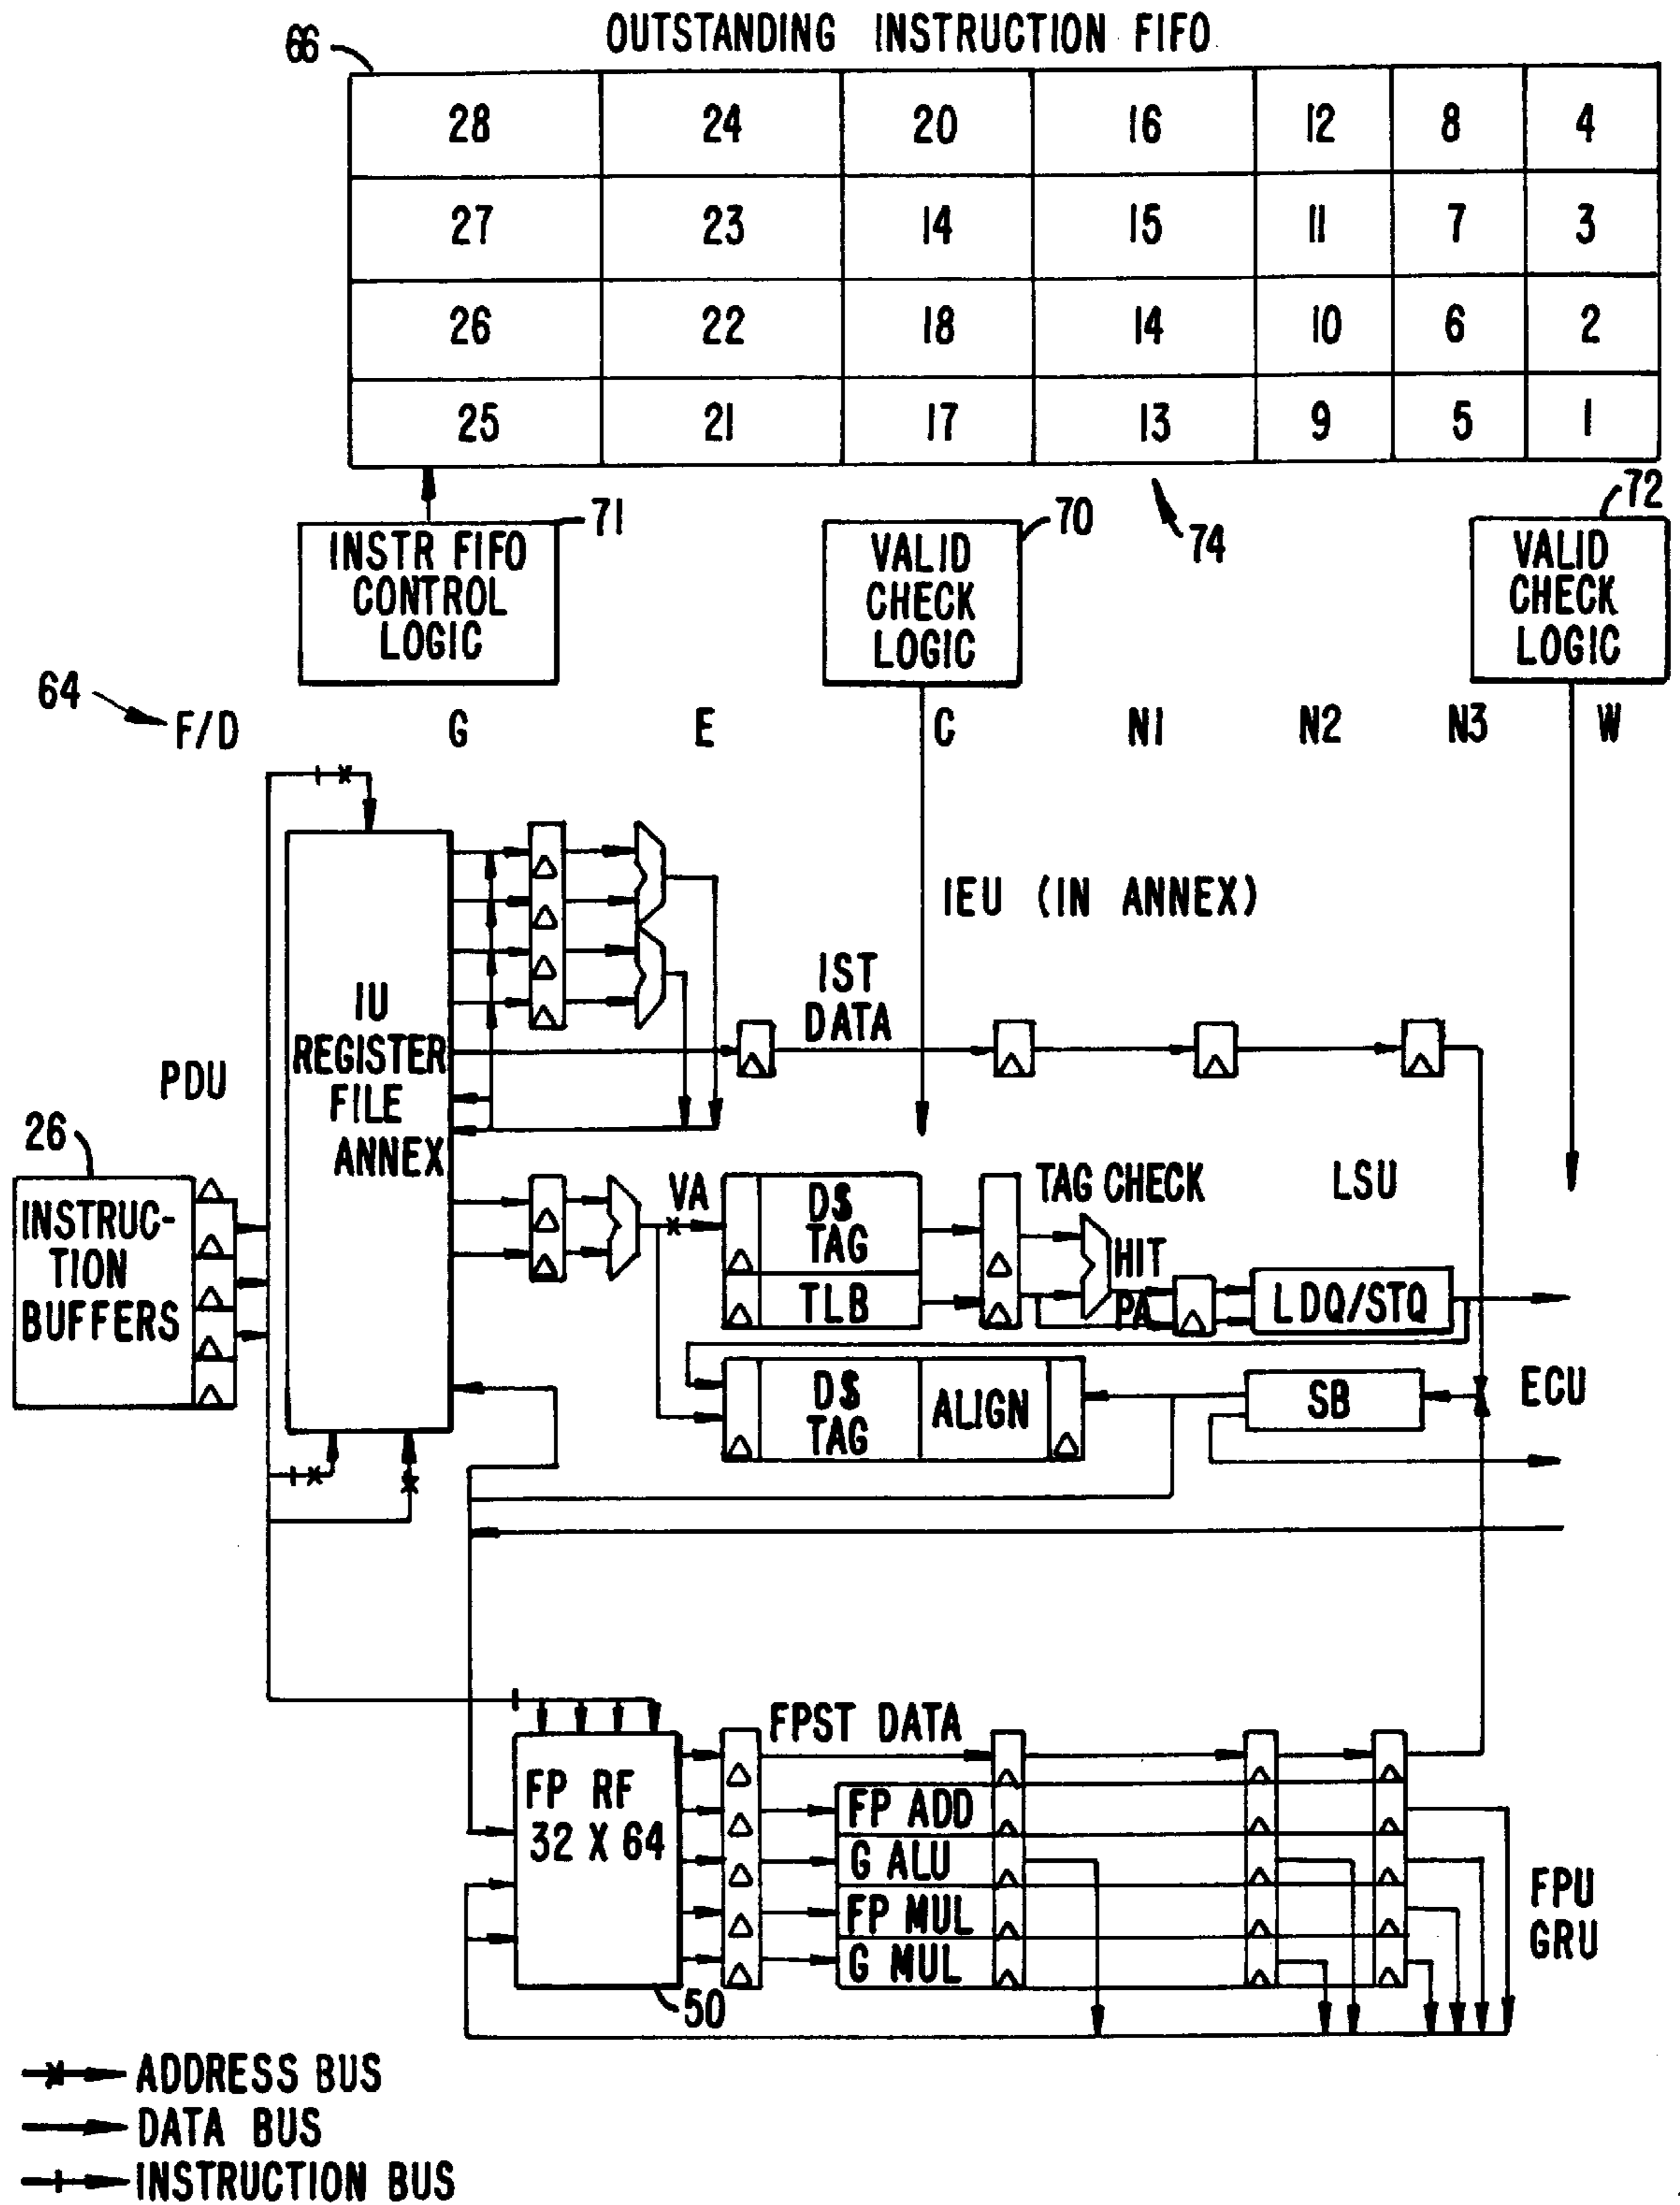 OUTSTANDING INSTRUCTION FIFO
66
28 24 20 16 12 8 4
27 23 14 15 11 7 3
26 22 18 14 10 6 2
25 21 17 13 9 5 1
71
70
74
72
INSTR FIFO
CONTROL
LOGIC
VALID
CHECK
LOGIC
VALID
CHECK
LOGIC
64
F/D G E C N1 N2 N3 W
IEU (IN ANNEX)
IST
DATA
IU
REGISTER
FILE
ANNEX
PDU
26
INSTRUC-
TION
BUFFERS
VA
D$
TAG
TLB
TAG CHECK
HIT
PA
LSU
LDQ/STQ
D$
TAG
ALIGN
SB
ECU
FPST DATA
FP RF
32 X 64
50
FP ADD
G ALU
FP MUL
G MUL
FPU
GRU
ADDRESS BUS
DATA BUS
INSTRUCTION BUS